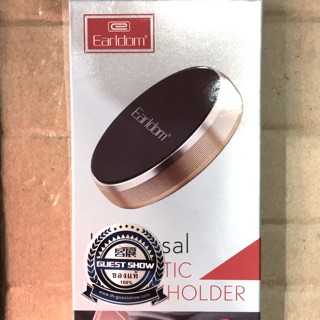 Earldom®
Earldom®
sal
TIC
HOLDER
GUEST SHOW
ของแท้
100%